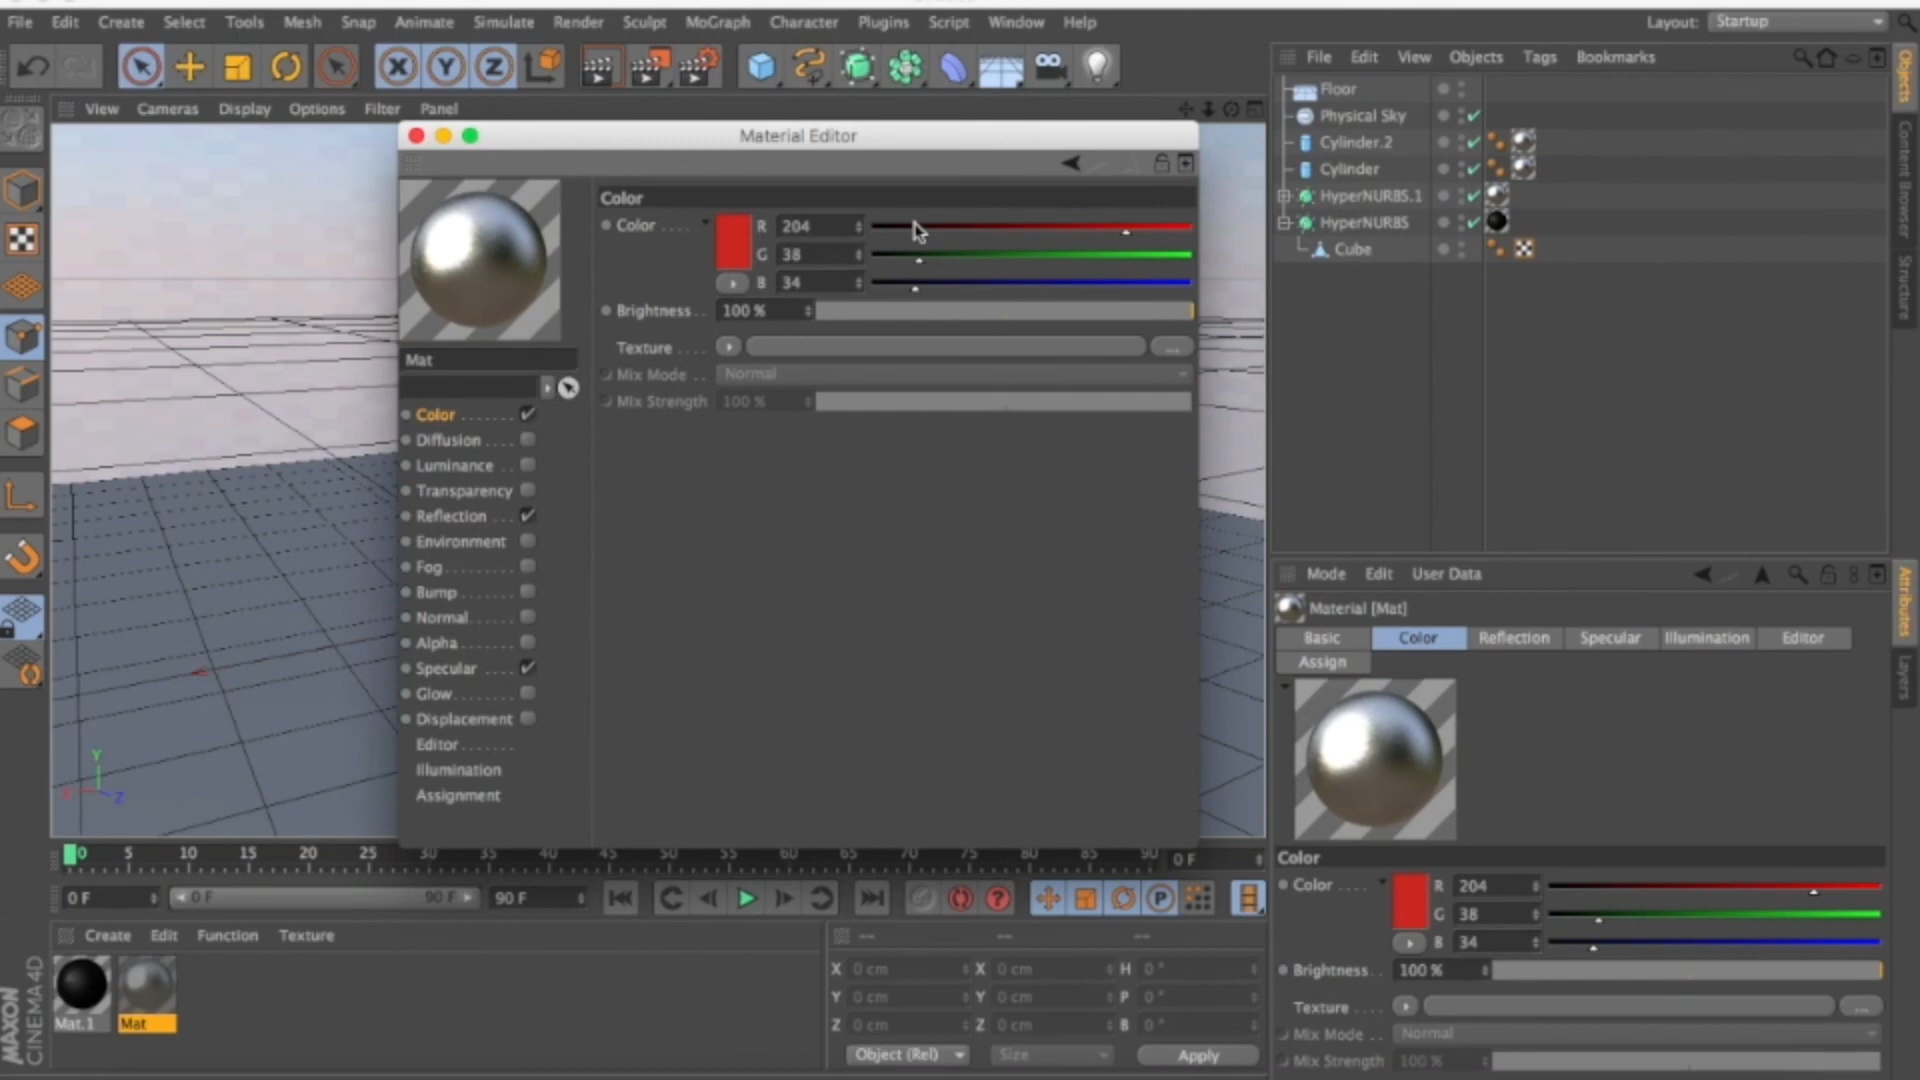 File Edit Create Select Tools Mesh Snap Animate Simulate Render Sculpt MoGraph Character Plugins Script Window Help Layout: Startup
File Edit View Objects Tags Bookmarks
View Cameras Display Options Filter Panel
Floor
Physical Sky
Cylinder.2
Cylinder
HyperNURBS.1
HyperNURBS
Cube
Objects
Content Browser
Structure
Material Editor
Color
Color .... R 204
G 38
B 34
Brightness.. 100 %
Texture .... ...
Mix Mode .. Normal
Mix Strength 100 %
Mat
Color .......
Diffusion ....
Luminance ..
Transparency
Reflection ...
Environment
Fog........
Bump ......
Normal.....
Alpha ......
Specular ....
Glow.......
Displacement
Editor .......
Illumination
Assignment
Y
X Z
Mode Edit User Data
Material [Mat]
Basic Color Reflection Specular Illumination Editor
Assign
Attributes
Layers
Color
Color .... R 204
G 38
B 34
Brightness.. 100 %
Texture .... ...
Mix Mode .. Normal
Mix Strength 100 %
0 5 10 15 20 25 30 35 40 45 50 55 60 65 70 75 80 85 90 0 F
0 F 0 F 90 F 90 F
Create Edit Function Texture
Mat.1 Mat
-- -- --
X 0 cm X 0 cm H 0 °
Y 0 cm Y 0 cm P 0 °
Z 0 cm Z 0 cm B 0 °
Object (Rel) Size Apply
MAXON
CINEMA 4D